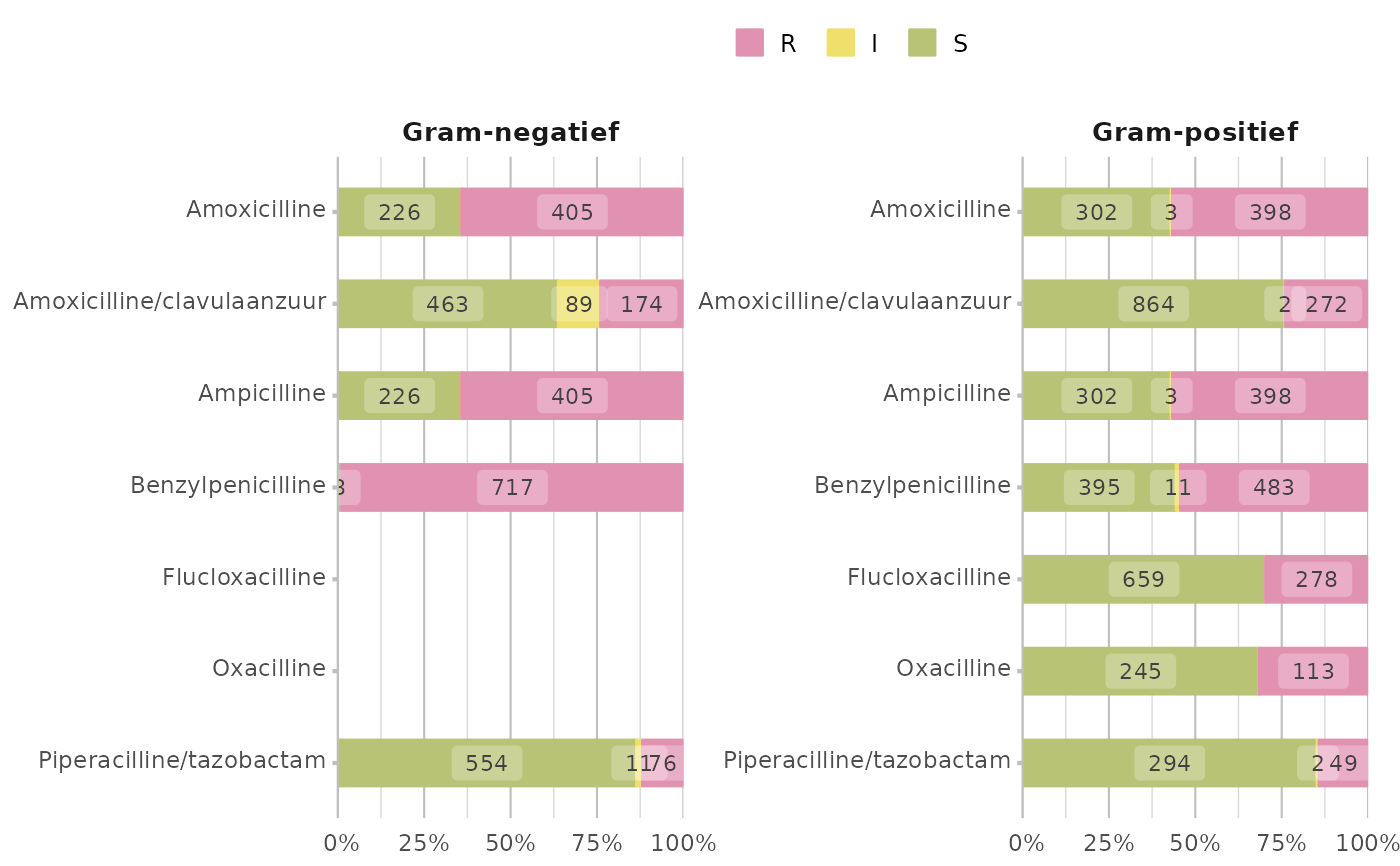 R I S
Gram-negatief
Amoxicilline 226 405
Amoxicilline/clavulaanzuur 463 89 174
Ampicilline 226 405
Benzylpenicilline 3 717
Flucloxacilline
Oxacilline
Piperacilline/tazobactam 554 11 76
0% 25% 50% 75% 100%
Gram-positief
Amoxicilline 302 3 398
Amoxicilline/clavulaanzuur 864 2 272
Ampicilline 302 3 398
Benzylpenicilline 395 11 483
Flucloxacilline 659 278
Oxacilline 245 113
Piperacilline/tazobactam 294 2 49
0% 25% 50% 75% 100%